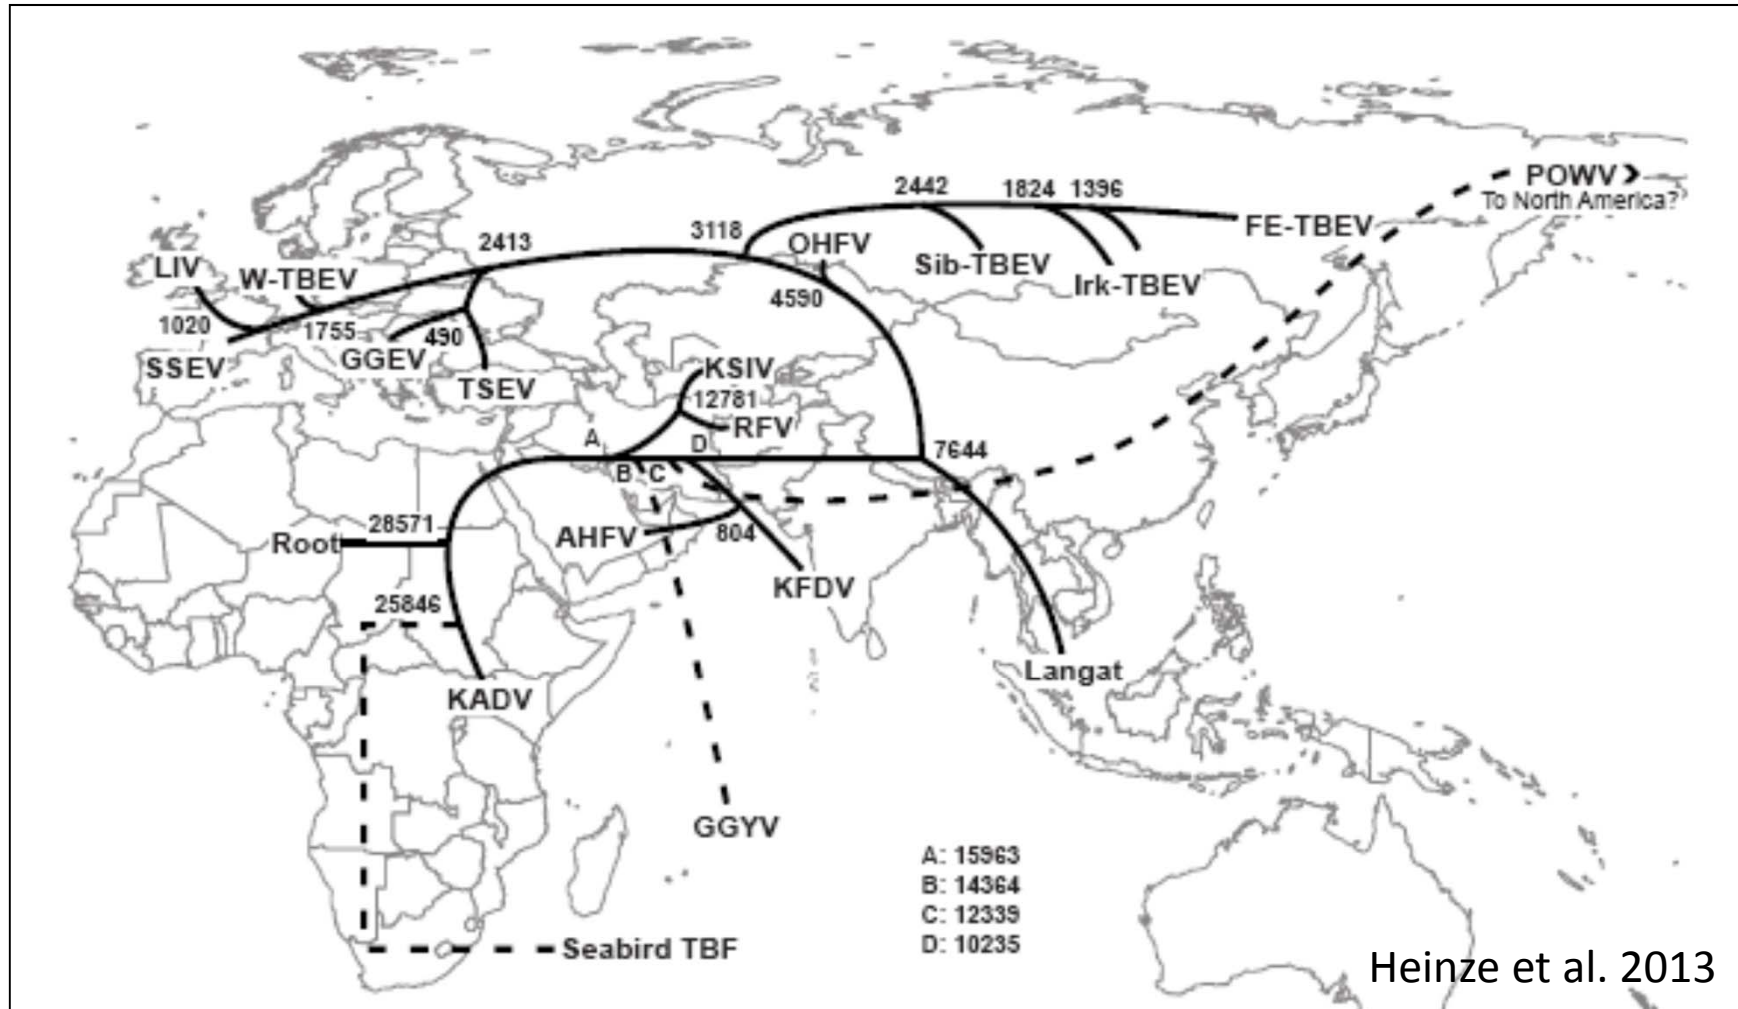 POWV
To North America?
2442
1824
1396
FE-TBEV
3118
OHFV
2413
Sib-TBEV
LIV
W-TBEV
Irk-TBEV
4590
1020
1755
490
GGEV
SSEV
TSEV
KSIV
12781
RFV
A
D
7644
B
C
28571
AHFV
804
Root
KFDV
25846
Langat
KADV
GGYV
A: 15963
B: 14364
C: 12339
D: 10235
Seabird TBF
Heinze et al. 2013